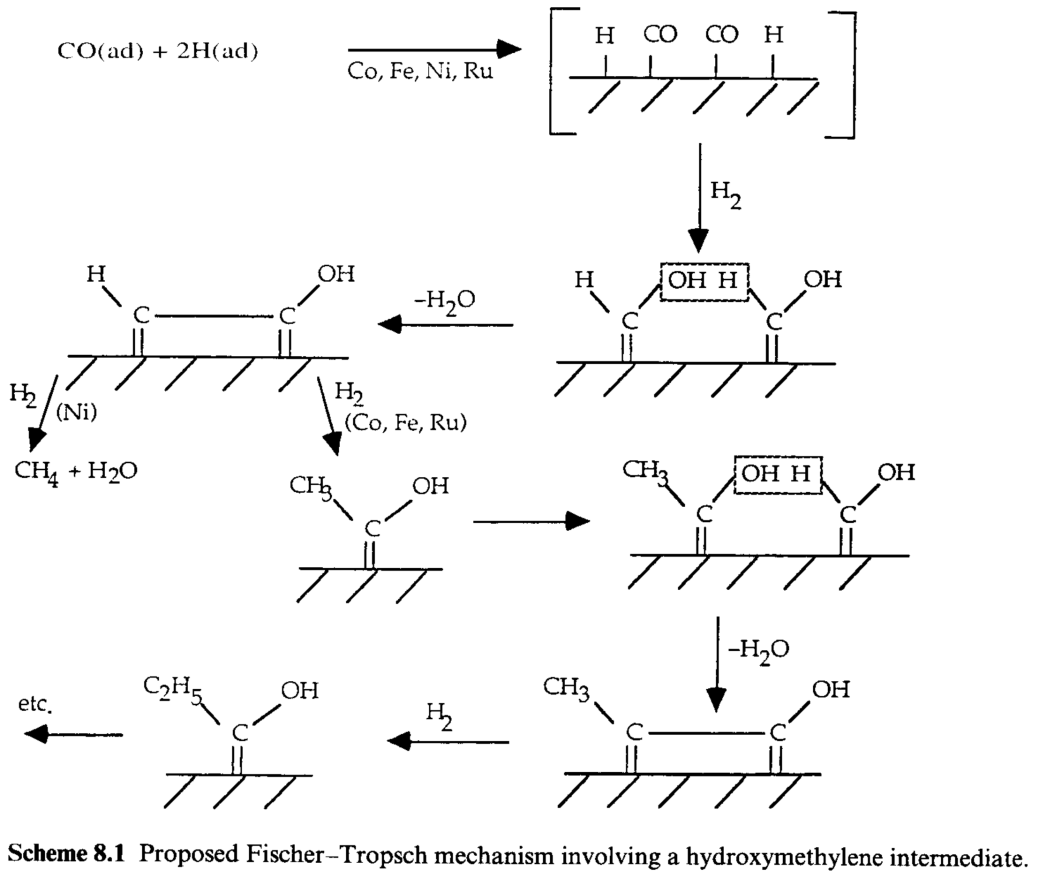 CO(ad) + 2H(ad)
Co, Fe, Ni, Ru
H CO CO H
H₂
H OH H OH
C C
–H₂O
H OH
C C
H₂
(Ni)
CH₄ + H₂O
H₂
(Co, Fe, Ru)
CH₃ OH
C
CH₃ OH H OH
C C
–H₂O
CH₃ OH
C C
H₂
C₂H₅ OH
C
etc.
Scheme 8.1 Proposed Fischer–Tropsch mechanism involving a hydroxymethylene intermediate.